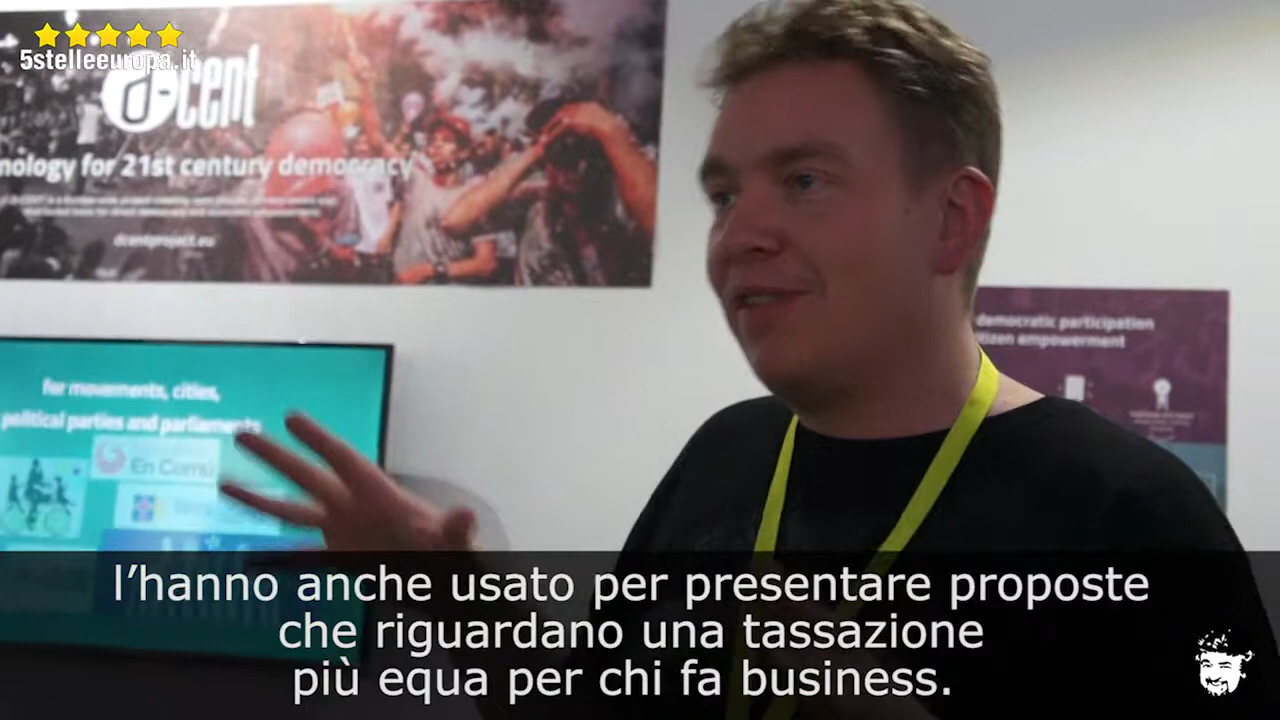 5stelleeuropa.it
d-cent
nology for 21st century democracy
dcentproject.eu
democratic participation
tizen empowerment
for movements, cities,
political parties and parliaments
En Comú
l’hanno anche usato per presentare proposte
che riguardano una tassazione
più equa per chi fa business.